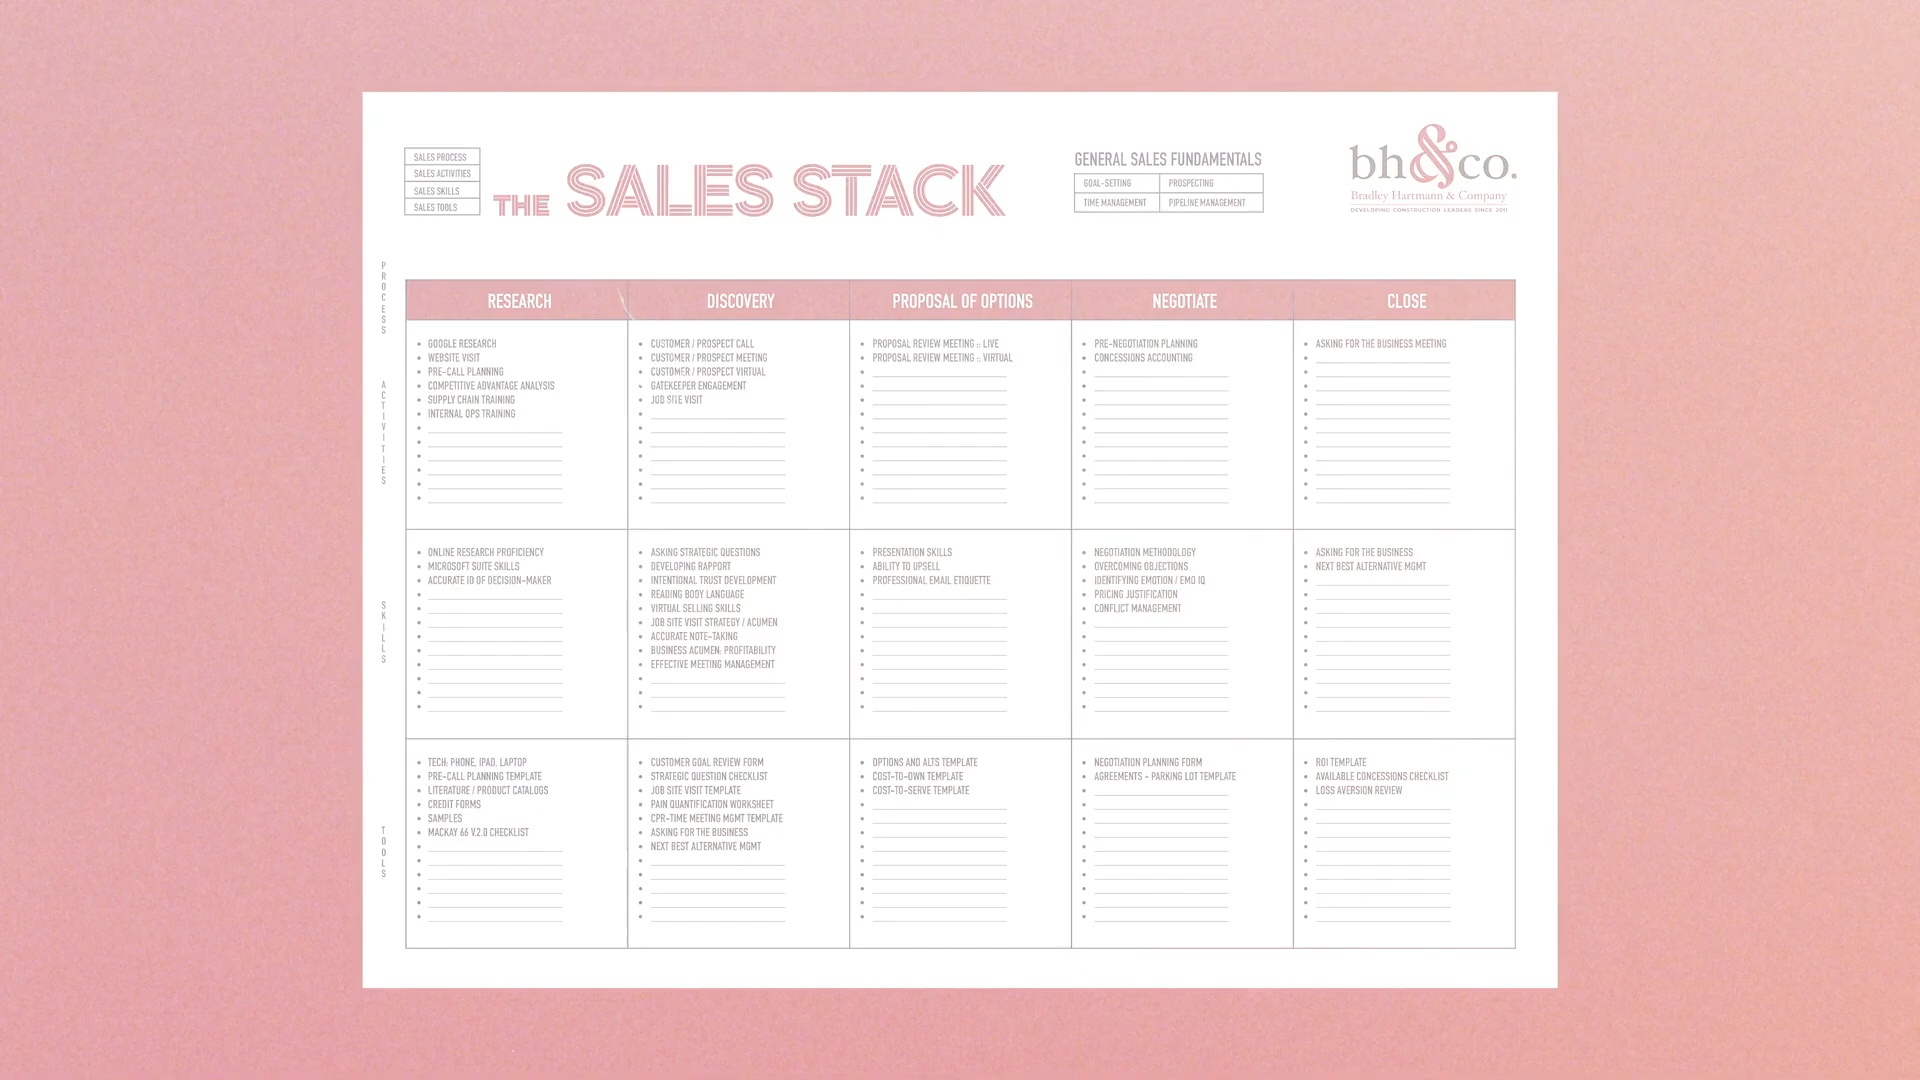 SALES PROCESS
SALES ACTIVITIES
SALES SKILLS
SALES TOOLS
THE SALES STACK
GENERAL SALES FUNDAMENTALS
GOAL-SETTING
PROSPECTING
TIME MANAGEMENT
PIPELINE MANAGEMENT
bh&co.
Bradley Hartmann & Company
DEVELOPING CONSTRUCTION LEADERS SINCE 2011
PROCESS
RESEARCH
DISCOVERY
PROPOSAL OF OPTIONS
NEGOTIATE
CLOSE
ACTIVITIES
• GOOGLE RESEARCH
• WEBSITE VISIT
• PRE-CALL PLANNING
• COMPETITIVE ADVANTAGE ANALYSIS
• SUPPLY CHAIN TRAINING
• INTERNAL OPS TRAINING
• CUSTOMER / PROSPECT CALL
• CUSTOMER / PROSPECT MEETING
• CUSTOMER / PROSPECT VIRTUAL
• GATEKEEPER ENGAGEMENT
• JOB SITE VISIT
• PROPOSAL REVIEW MEETING :: LIVE
• PROPOSAL REVIEW MEETING :: VIRTUAL
• PRE-NEGOTIATION PLANNING
• CONCESSIONS ACCOUNTING
• ASKING FOR THE BUSINESS MEETING
SKILLS
• ONLINE RESEARCH PROFICIENCY
• MICROSOFT SUITE SKILLS
• ACCURATE ID OF DECISION-MAKER
• ASKING STRATEGIC QUESTIONS
• DEVELOPING RAPPORT
• INTENTIONAL TRUST DEVELOPMENT
• READING BODY LANGUAGE
• VIRTUAL SELLING SKILLS
• JOB SITE VISIT STRATEGY / ACUMEN
• ACCURATE NOTE-TAKING
• BUSINESS ACUMEN: PROFITABILITY
• EFFECTIVE MEETING MANAGEMENT
• PRESENTATION SKILLS
• ABILITY TO UPSELL
• PROFESSIONAL EMAIL ETIQUETTE
• NEGOTIATION METHODOLOGY
• OVERCOMING OBJECTIONS
• IDENTIFYING EMOTION / EMO IQ
• PRICING JUSTIFICATION
• CONFLICT MANAGEMENT
• ASKING FOR THE BUSINESS
• NEXT BEST ALTERNATIVE MGMT
TOOLS
• TECH: PHONE, IPAD, LAPTOP
• PRE-CALL PLANNING TEMPLATE
• LITERATURE / PRODUCT CATALOGS
• CREDIT FORMS
• SAMPLES
• MACKAY 66 V.2.0 CHECKLIST
• CUSTOMER GOAL REVIEW FORM
• STRATEGIC QUESTION CHECKLIST
• JOB SITE VISIT TEMPLATE
• PAIN QUANTIFICATION WORKSHEET
• CPR-TIME MEETING MGMT TEMPLATE
• ASKING FOR THE BUSINESS
• NEXT BEST ALTERNATIVE MGMT
• OPTIONS AND ALTS TEMPLATE
• COST-TO-OWN TEMPLATE
• COST-TO-SERVE TEMPLATE
• NEGOTIATION PLANNING FORM
• AGREEMENTS - PARKING LOT TEMPLATE
• ROI TEMPLATE
• AVAILABLE CONCESSIONS CHECKLIST
• LOSS AVERSION REVIEW